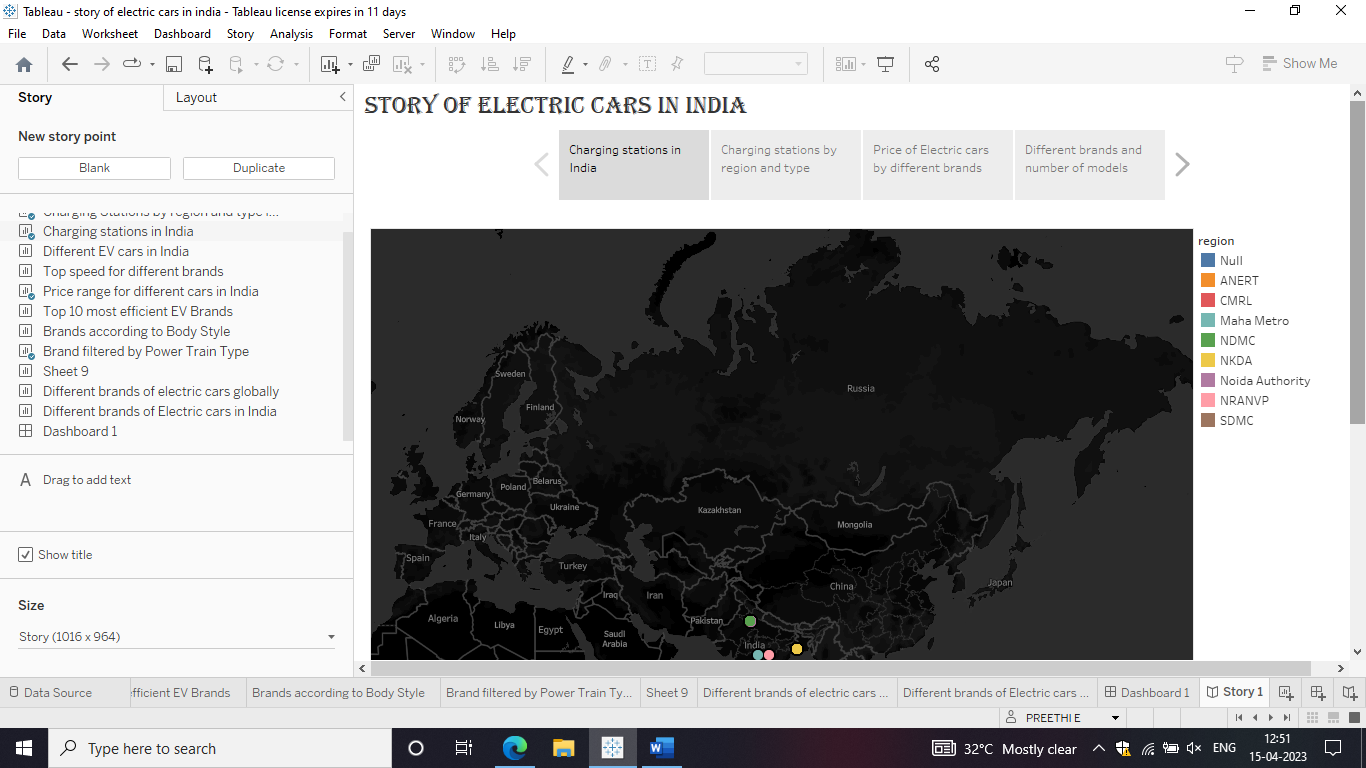 Tableau - story of electric cars in india - Tableau license expires in 11 days
File Data Worksheet Dashboard Story Analysis Format Server Window Help
Show Me
Story Layout
New story point
Blank Duplicate
Charging Stations by region and type i...
Charging stations in India
Different EV cars in India
Top speed for different brands
Price range for different cars in India
Top 10 most efficient EV Brands
Brands according to Body Style
Brand filtered by Power Train Type
Sheet 9
Different brands of electric cars globally
Different brands of Electric cars in India
Dashboard 1
A Drag to add text
Show title
Size
Story (1016 x 964)
STORY OF ELECTRIC CARS IN INDIA
Charging stations in
India
Charging stations by
region and type
Price of Electric cars
by different brands
Different brands and
number of models
Sweden
Finland
Norway
Russia
Belarus
Poland
Germany
Ukraine
Kazakhstan
France
Mongolia
Italy
Spain
Turkey
China
Japan
Iraq
Iran
Algeria
Libya
Egypt
Pakistan
Saudi
Arabia
India
region
Null
ANERT
CMRL
Maha Metro
NDMC
NKDA
Noida Authority
NRANVP
SDMC
Data Source
fficient EV Brands
Brands according to Body Style
Brand filtered by Power Train Ty...
Sheet 9
Different brands of electric cars ...
Different brands of Electric cars ...
Dashboard 1
Story 1
PREETHI E
Type here to search
W
32°C Mostly clear
ENG
12:51
15-04-2023